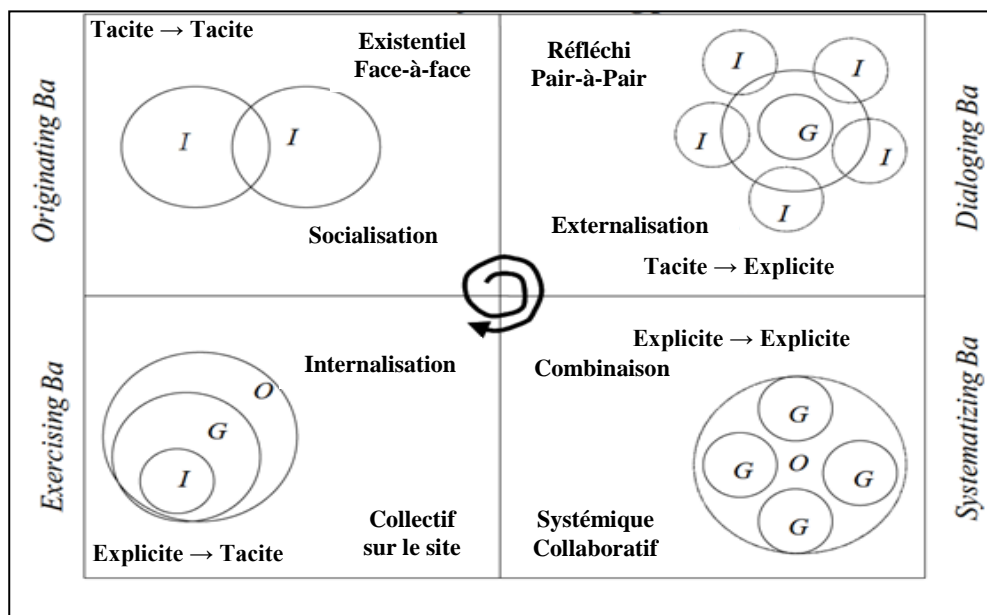 Originating Ba
Tacite → Tacite
Existentiel
Face-à-face
I
I
Socialisation
Réfléchi
Pair-à-Pair
I
I
I
G
I
I
Externalisation
Tacite → Explicite
Dialoging Ba
Exercising Ba
Internalisation
O
G
I
Collectif
sur le site
Explicite → Tacite
Explicite → Explicite
Combinaison
G
G
O
G
G
Systémique
Collaboratif
Systematizing Ba